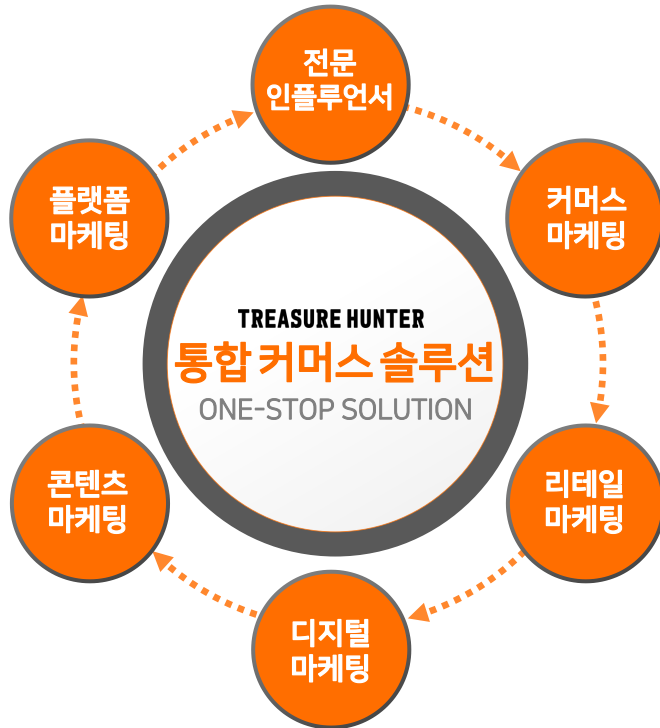 전문
인플루언서
커머스
마케팅
리테일
마케팅
디지털
마케팅
콘텐츠
마케팅
플랫폼
마케팅
TREASURE HUNTER
통합 커머스 솔루션
ONE-STOP SOLUTION